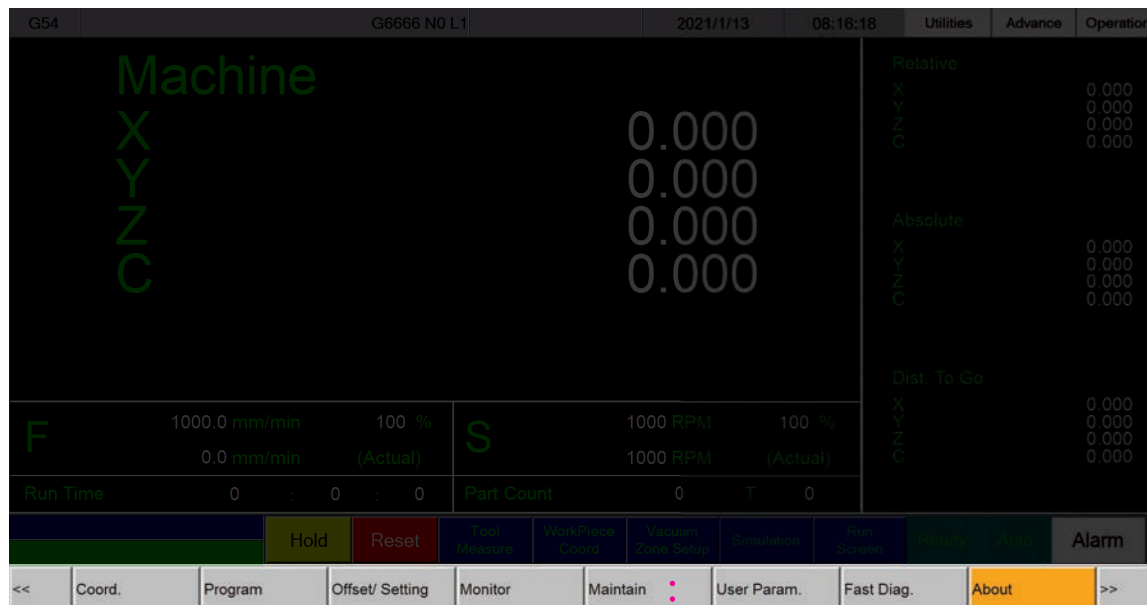 G54 G6666 N0 L1 2021/1/13 08:16:18 Utilities Advance Operation
Machine
X 0.000
Y 0.000
Z 0.000
C 0.000
Relative
X 0.000
Y 0.000
Z 0.000
C 0.000
Absolute
X 0.000
Y 0.000
Z 0.000
C 0.000
Dist. To Go
X 0.000
Y 0.000
Z 0.000
C 0.000
F 1000.0 mm/min 100 %
0.0 mm/min (Actual)
S 1000 RPM 100 %
1000 RPM (Actual)
Run Time 0 : 0 : 0 Part Count 0 T 0
Hold Reset Tool Measure WorkPiece Coord Vacuum Zone Setup Simulation Run Screen Ready Auto Alarm
<< Coord. Program Offset/ Setting Monitor Maintain User Param. Fast Diag. About >>